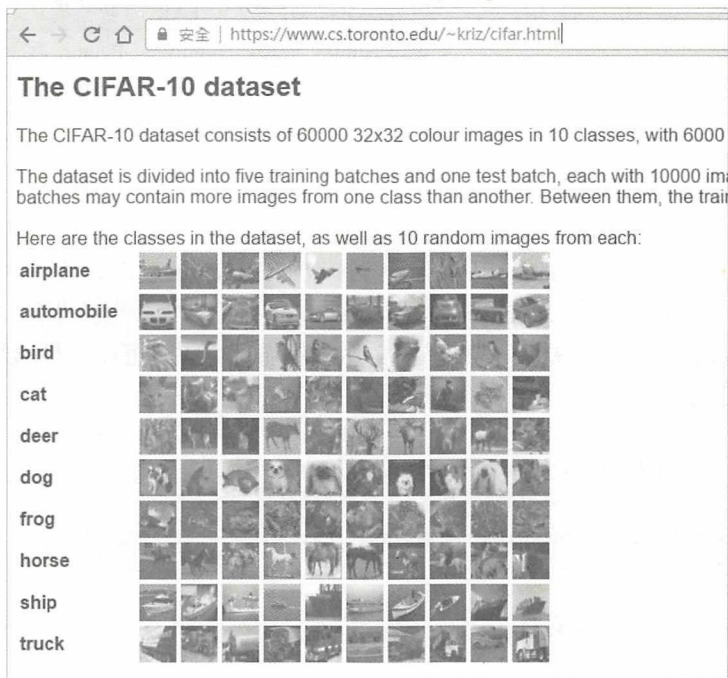 安全 | https://www.cs.toronto.edu/~kriz/cifar.html
The CIFAR-10 dataset
The CIFAR-10 dataset consists of 60000 32x32 colour images in 10 classes, with 6000
The dataset is divided into five training batches and one test batch, each with 10000 ima
batches may contain more images from one class than another. Between them, the train
Here are the classes in the dataset, as well as 10 random images from each:
airplane
automobile
bird
cat
deer
dog
frog
horse
ship
truck